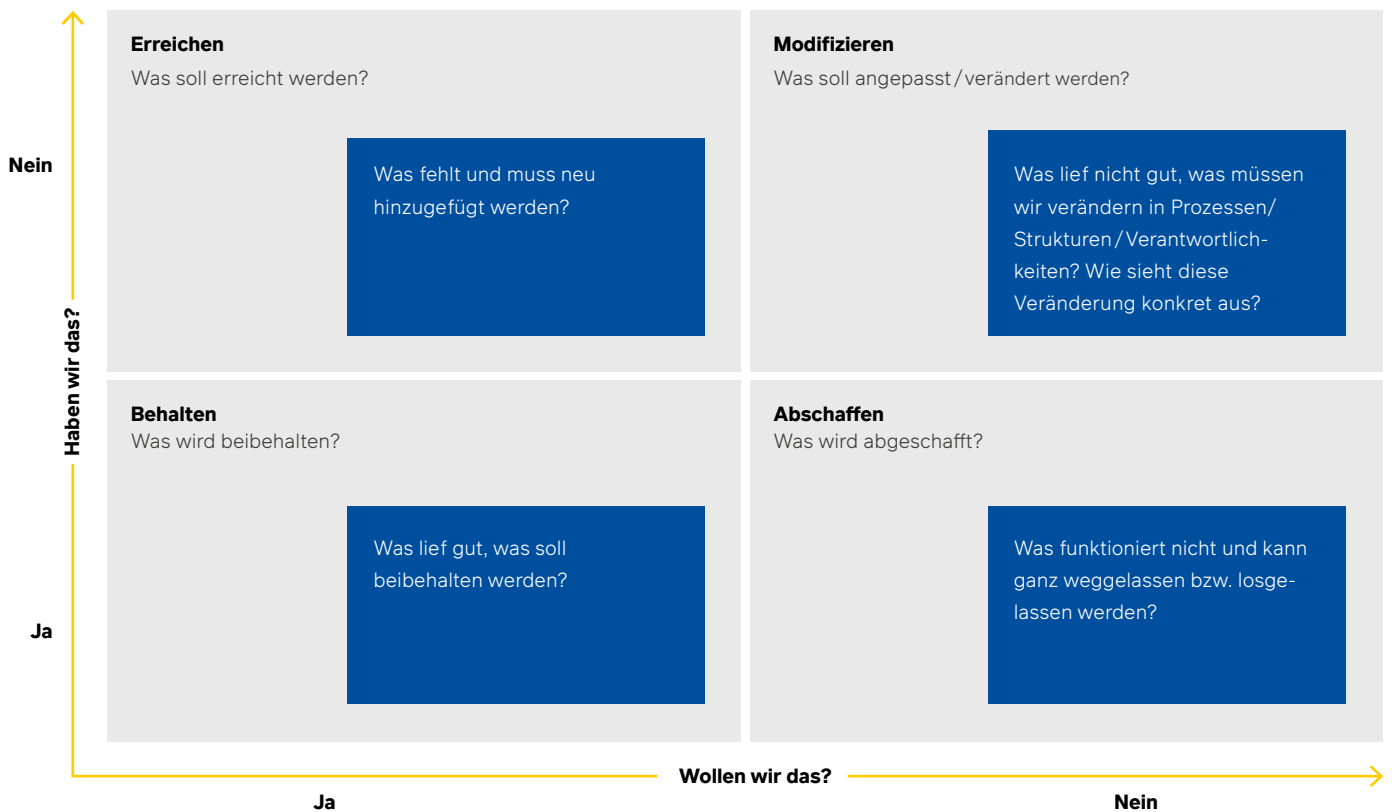 Erreichen
Was soll erreicht werden?
Was fehlt und muss neu
hinzugefügt werden?
Modifizieren
Was soll angepasst/verändert werden?
Was lief nicht gut, was müssen
wir verändern in Prozessen/
Strukturen/Verantwortlich-
keiten? Wie sieht diese
Veränderung konkret aus?
Nein
Haben wir das?
Behalten
Was wird beibehalten?
Was lief gut, was soll
beibehalten werden?
Abschaffen
Was wird abgeschafft?
Was funktioniert nicht und kann
ganz weggelassen bzw. losge-
lassen werden?
Ja
Wollen wir das?
Ja
Nein